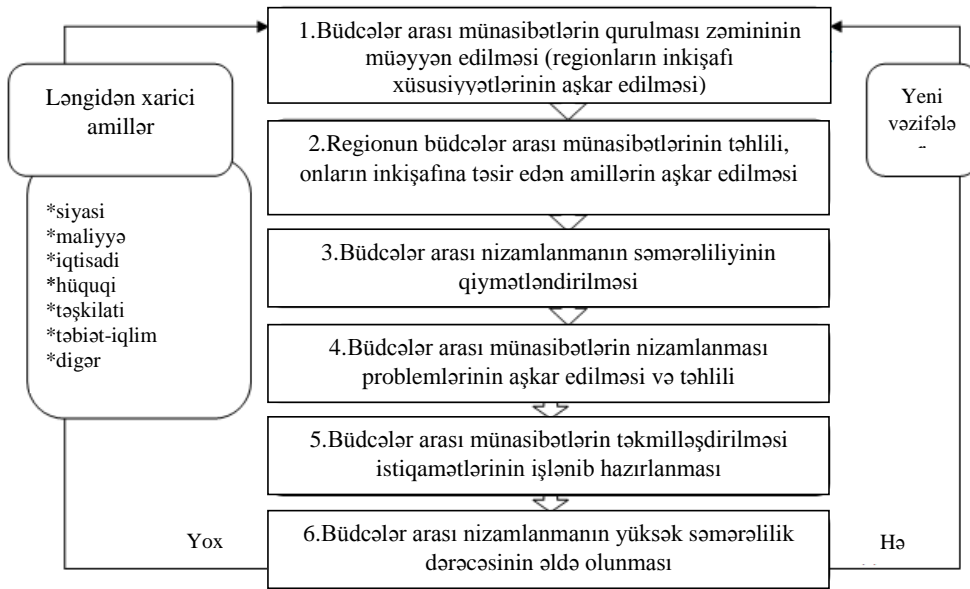 1.Büdcələr arası münasibətlərin qurulması zəmininin
müəyyən edilməsi (regionların inkişafı
xüsusiyyətlərinin aşkar edilməsi)
Ləngidən xarici
amillər
*siyasi
*maliyyə
*iqtisadi
*hüquqi
*təşkilati
*təbiət-iqlim
*digər
Yeni
vəzifələ
2.Regionun büdcələr arası münasibətlərinin təhlili,
onların inkişafına təsir edən amillərin aşkar edilməsi
3.Büdcələr arası nizamlanmanın səmərəliliyinin
qiymətləndirilməsi
4.Büdcələr arası münasibətlərin nizamlanması
problemlərinin aşkar edilməsi və təhlili
5.Büdcələr arası münasibətlərin təkmilləşdirilməsi
istiqamətlərinin işlənib hazırlanması
Yox
6.Büdcələr arası nizamlanmanın yüksək səmərəlilik
dərəcəsinin əldə olunması
Hə